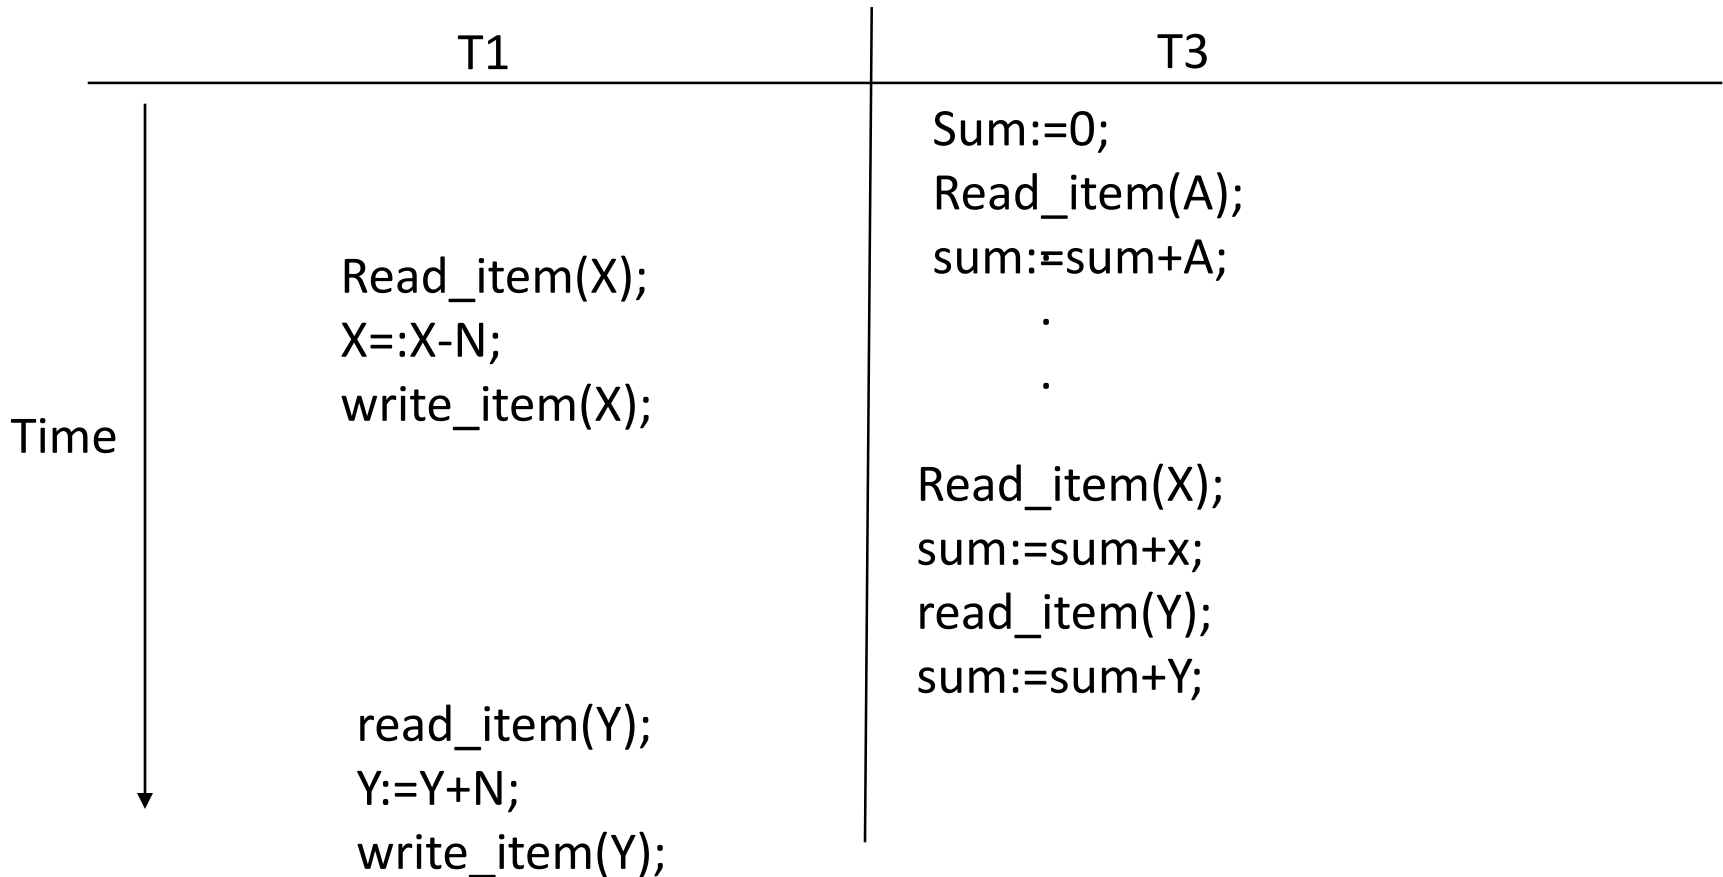 T1
T3
Time
Read_item(X);
X=:X-N;
write_item(X);
read_item(Y);
Y:=Y+N;
write_item(Y);
Sum:=0;
Read_item(A);
sum:=sum+A;
.
.
Read_item(X);
sum:=sum+x;
read_item(Y);
sum:=sum+Y;